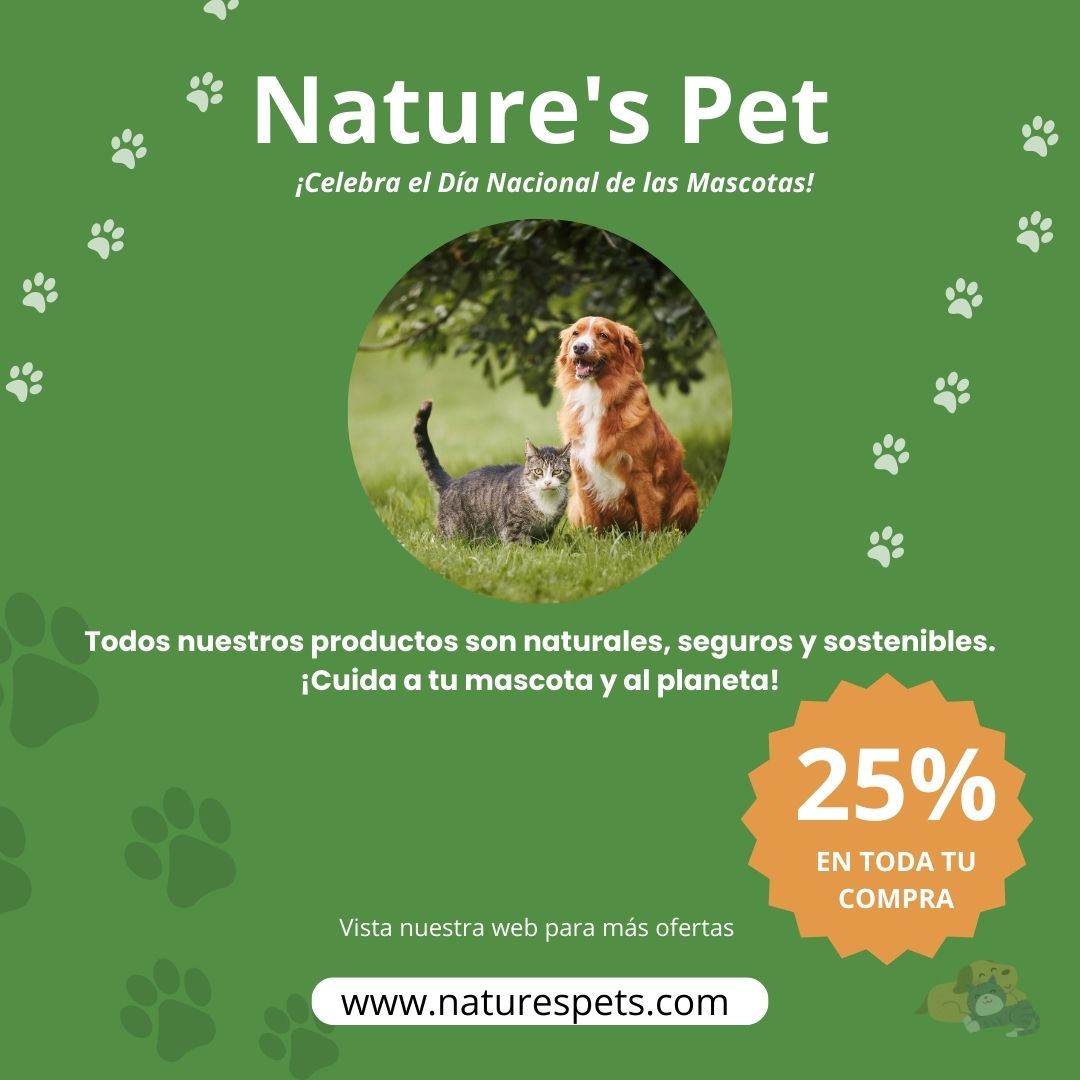 Nature's Pet
¡Celebra el Día Nacional de las Mascotas!
Todos nuestros productos son naturales, seguros y sostenibles.
¡Cuida a tu mascota y al planeta!
25%
EN TODA TU
COMPRA
Vista nuestra web para más ofertas
www.naturespets.com